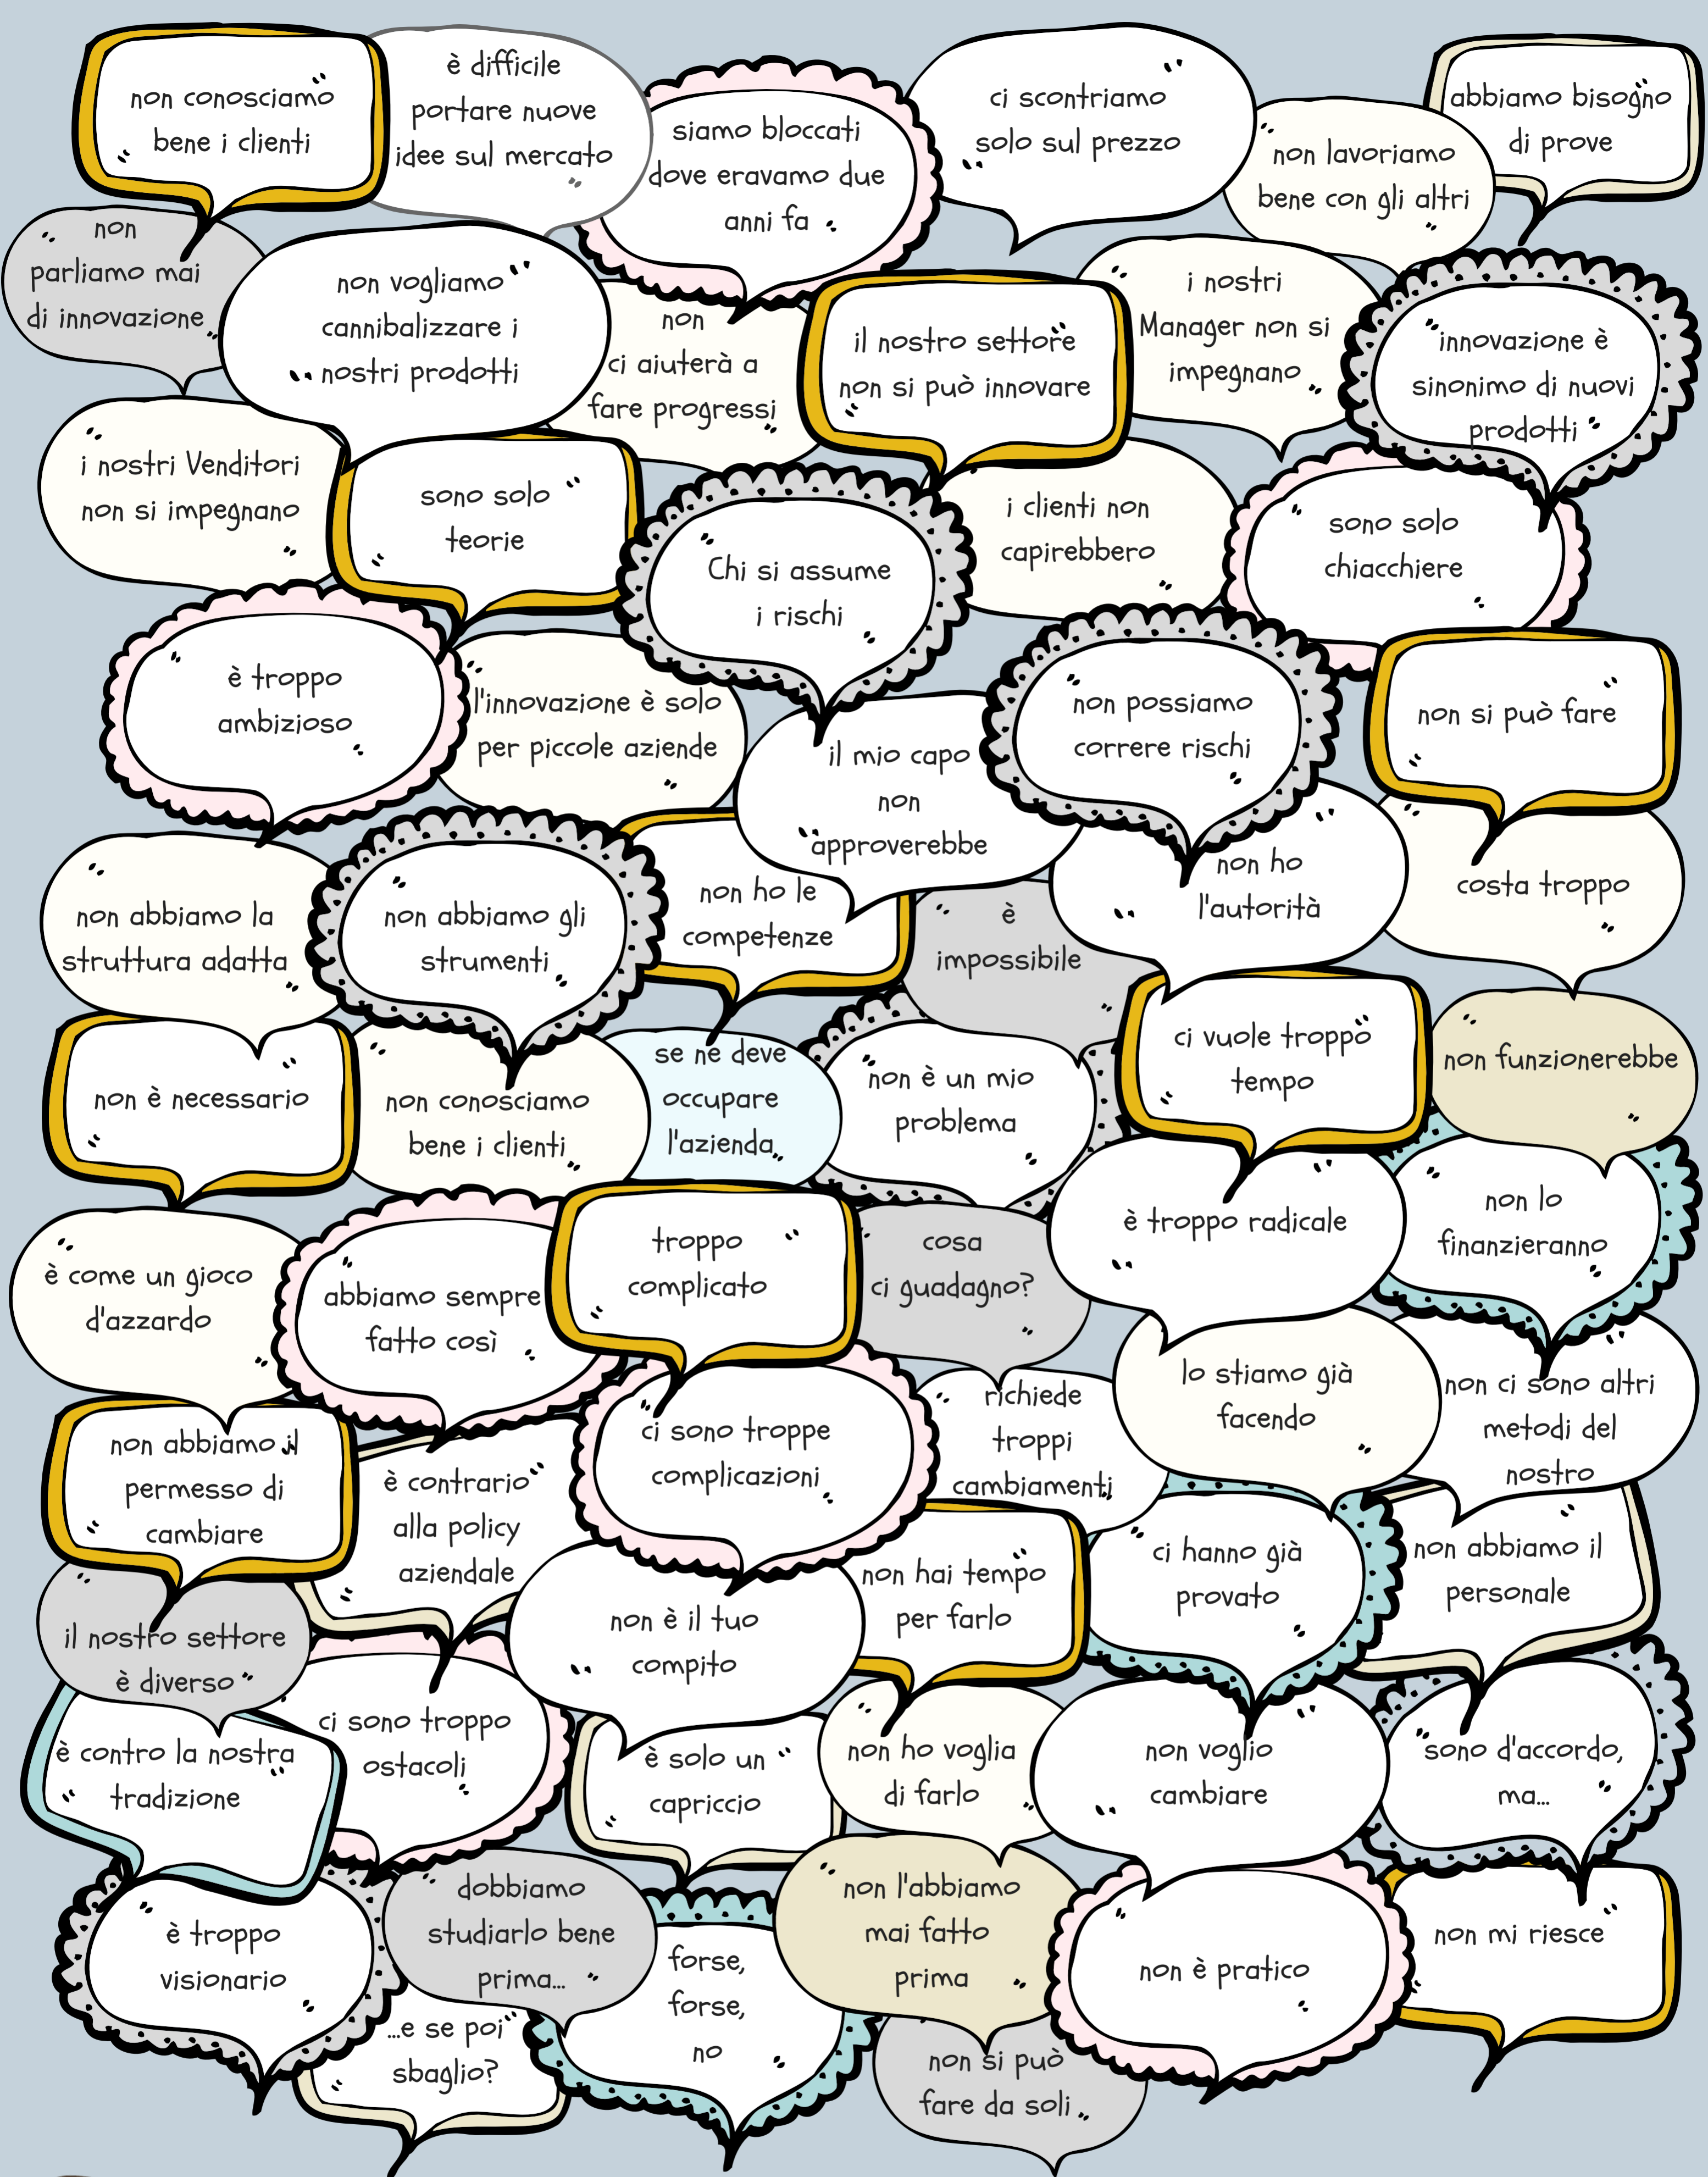 non conosciamo
bene i clienti
è difficile
portare nuove
idee sul mercato
siamo bloccati
dove eravamo due
anni fa
ci scontriamo
solo sul prezzo
non lavoriamo
bene con gli altri
abbiamo bisogno
di prove
non
parliamo mai
di innovazione
non vogliamo
cannibalizzare i
nostri prodotti
non
ci aiuterà a
fare progressi
il nostro settore
non si può innovare
i nostri
Manager non si
impegnano
innovazione è
sinonimo di nuovi
prodotti
i nostri Venditori
non si impegnano
sono solo
teorie
Chi si assume
i rischi
i clienti non
capirebbero
sono solo
chiacchiere
è troppo
ambizioso
l'innovazione è solo
per piccole aziende
il mio capo
non
approverebbe
non possiamo
correre rischi
non si può fare
non abbiamo la
struttura adatta
non abbiamo gli
strumenti
non ho le
competenze
è
impossibile
non ho
l'autorità
costa troppo
non è necessario
non conosciamo
bene i clienti
se ne deve
occupare
l'azienda
non è un mio
problema
ci vuole troppo
tempo
non funzionerebbe
è come un gioco
d'azzardo
abbiamo sempre
fatto così
troppo
complicato
cosa
ci guadagno?
è troppo radicale
non lo
finanzieranno
non abbiamo il
permesso di
cambiare
è contrario
alla policy
aziendale
ci sono troppe
complicazioni
richiede
troppi
cambiamenti
lo stiamo già
facendo
non ci sono altri
metodi del
nostro
il nostro settore
è diverso
non è il tuo
compito
non hai tempo
per farlo
ci hanno già
provato
non abbiamo il
personale
è contro la nostra
tradizione
ci sono troppo
ostacoli
è solo un
capriccio
non ho voglia
di farlo
non voglio
cambiare
sono d'accordo,
ma...
è troppo
visionario
dobbiamo
studiarlo bene
prima...
forse,
forse,
no
non l'abbiamo
mai fatto
prima
non è pratico
non mi riesce
...e se poi
sbaglio?
non si può
fare da soli